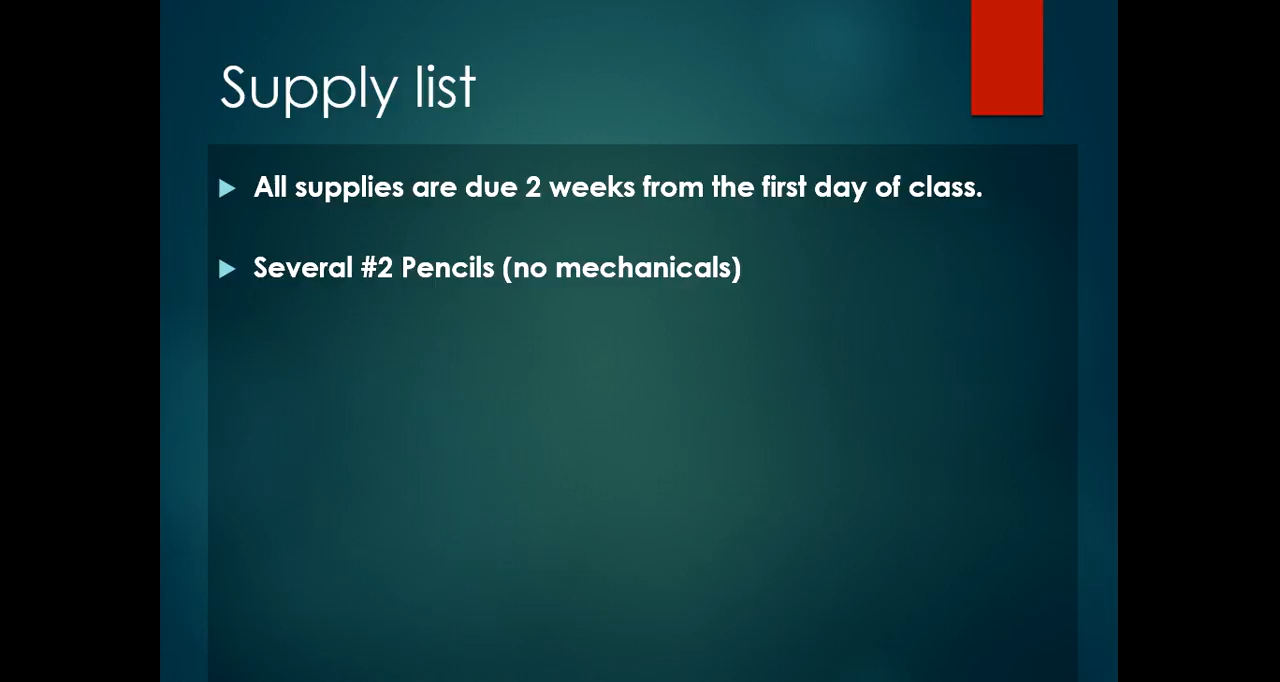 Supply list
All supplies are due 2 weeks from the first day of class.
Several #2 Pencils (no mechanicals)